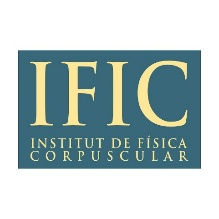 IFIC
INSTITUT DE FÍSICA
CORPUSCULAR